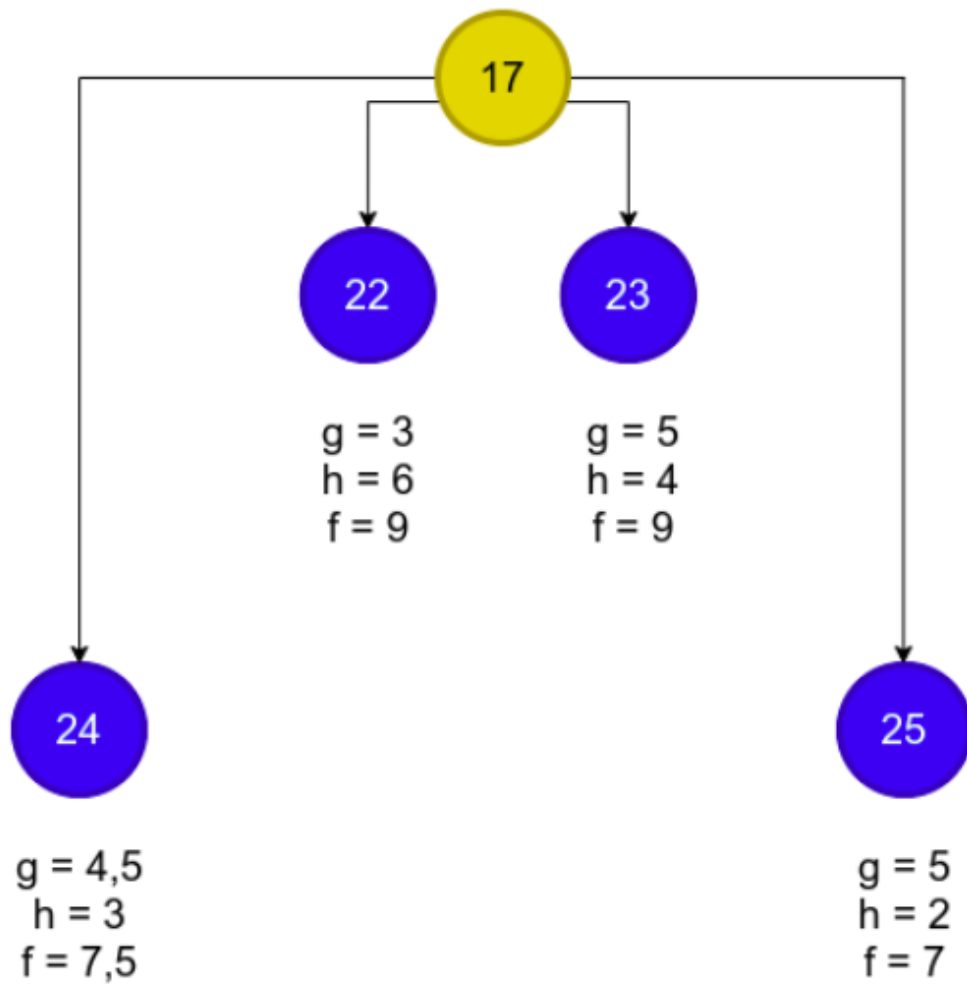 17
22
23
g = 3
h = 6
f = 9
g = 5
h = 4
f = 9
24
25
g = 4,5
h = 3
f = 7,5
g = 5
h = 2
f = 7